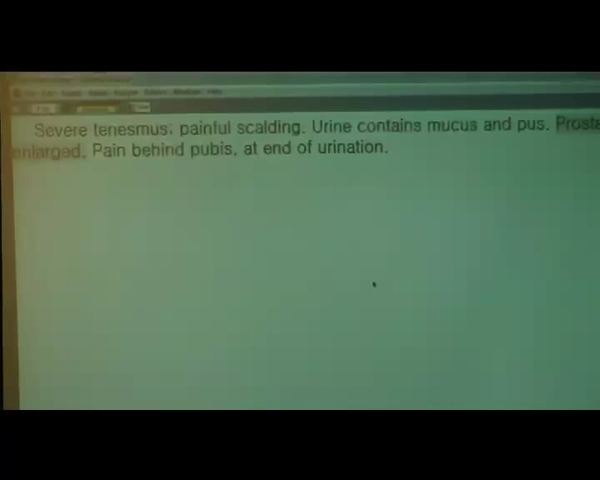 Severe tenesmus; painful scalding. Urine contains mucus and pus. Prosta
enlarged. Pain behind pubis, at end of urination.